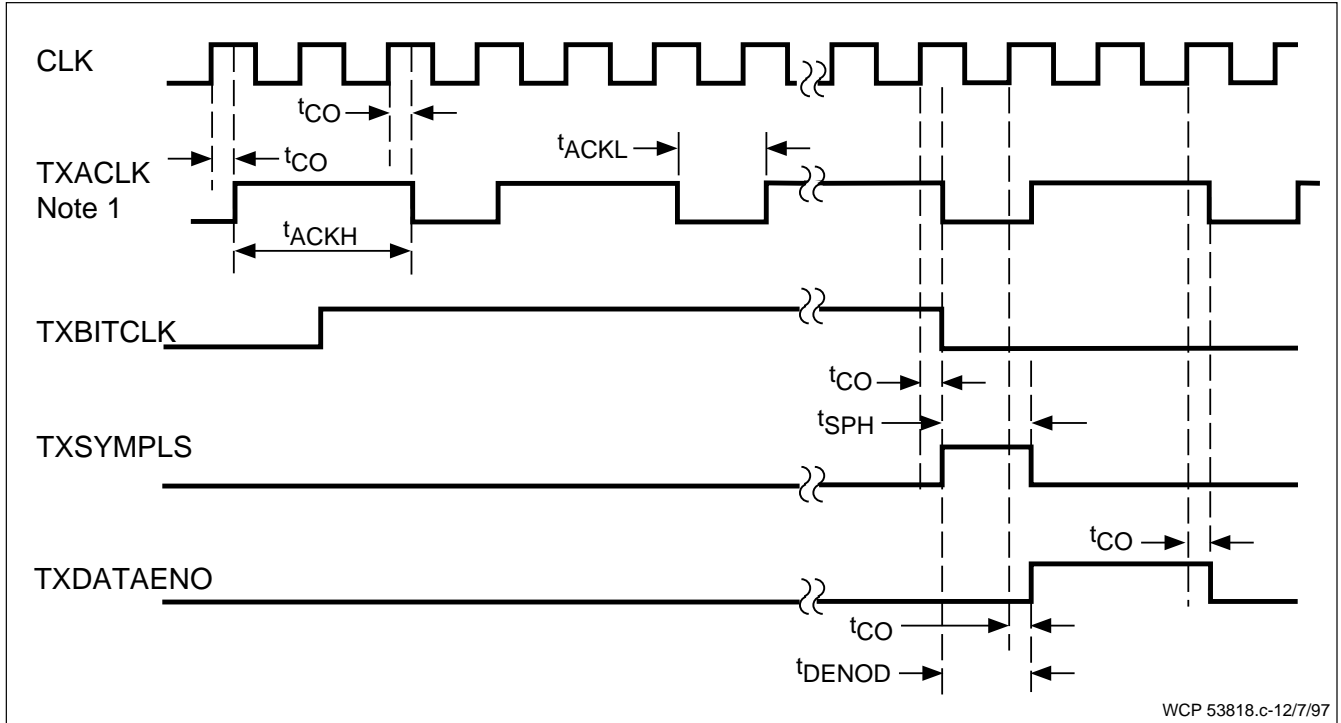 CLK
tCO
tCO
tACKL
TXACLK
Note 1
tACKH
TXBITCLK
tCO
tSPH
TXSYMPLS
tCO
TXDATAENO
tCO
tDENOD
WCP 53818.c-12/7/97